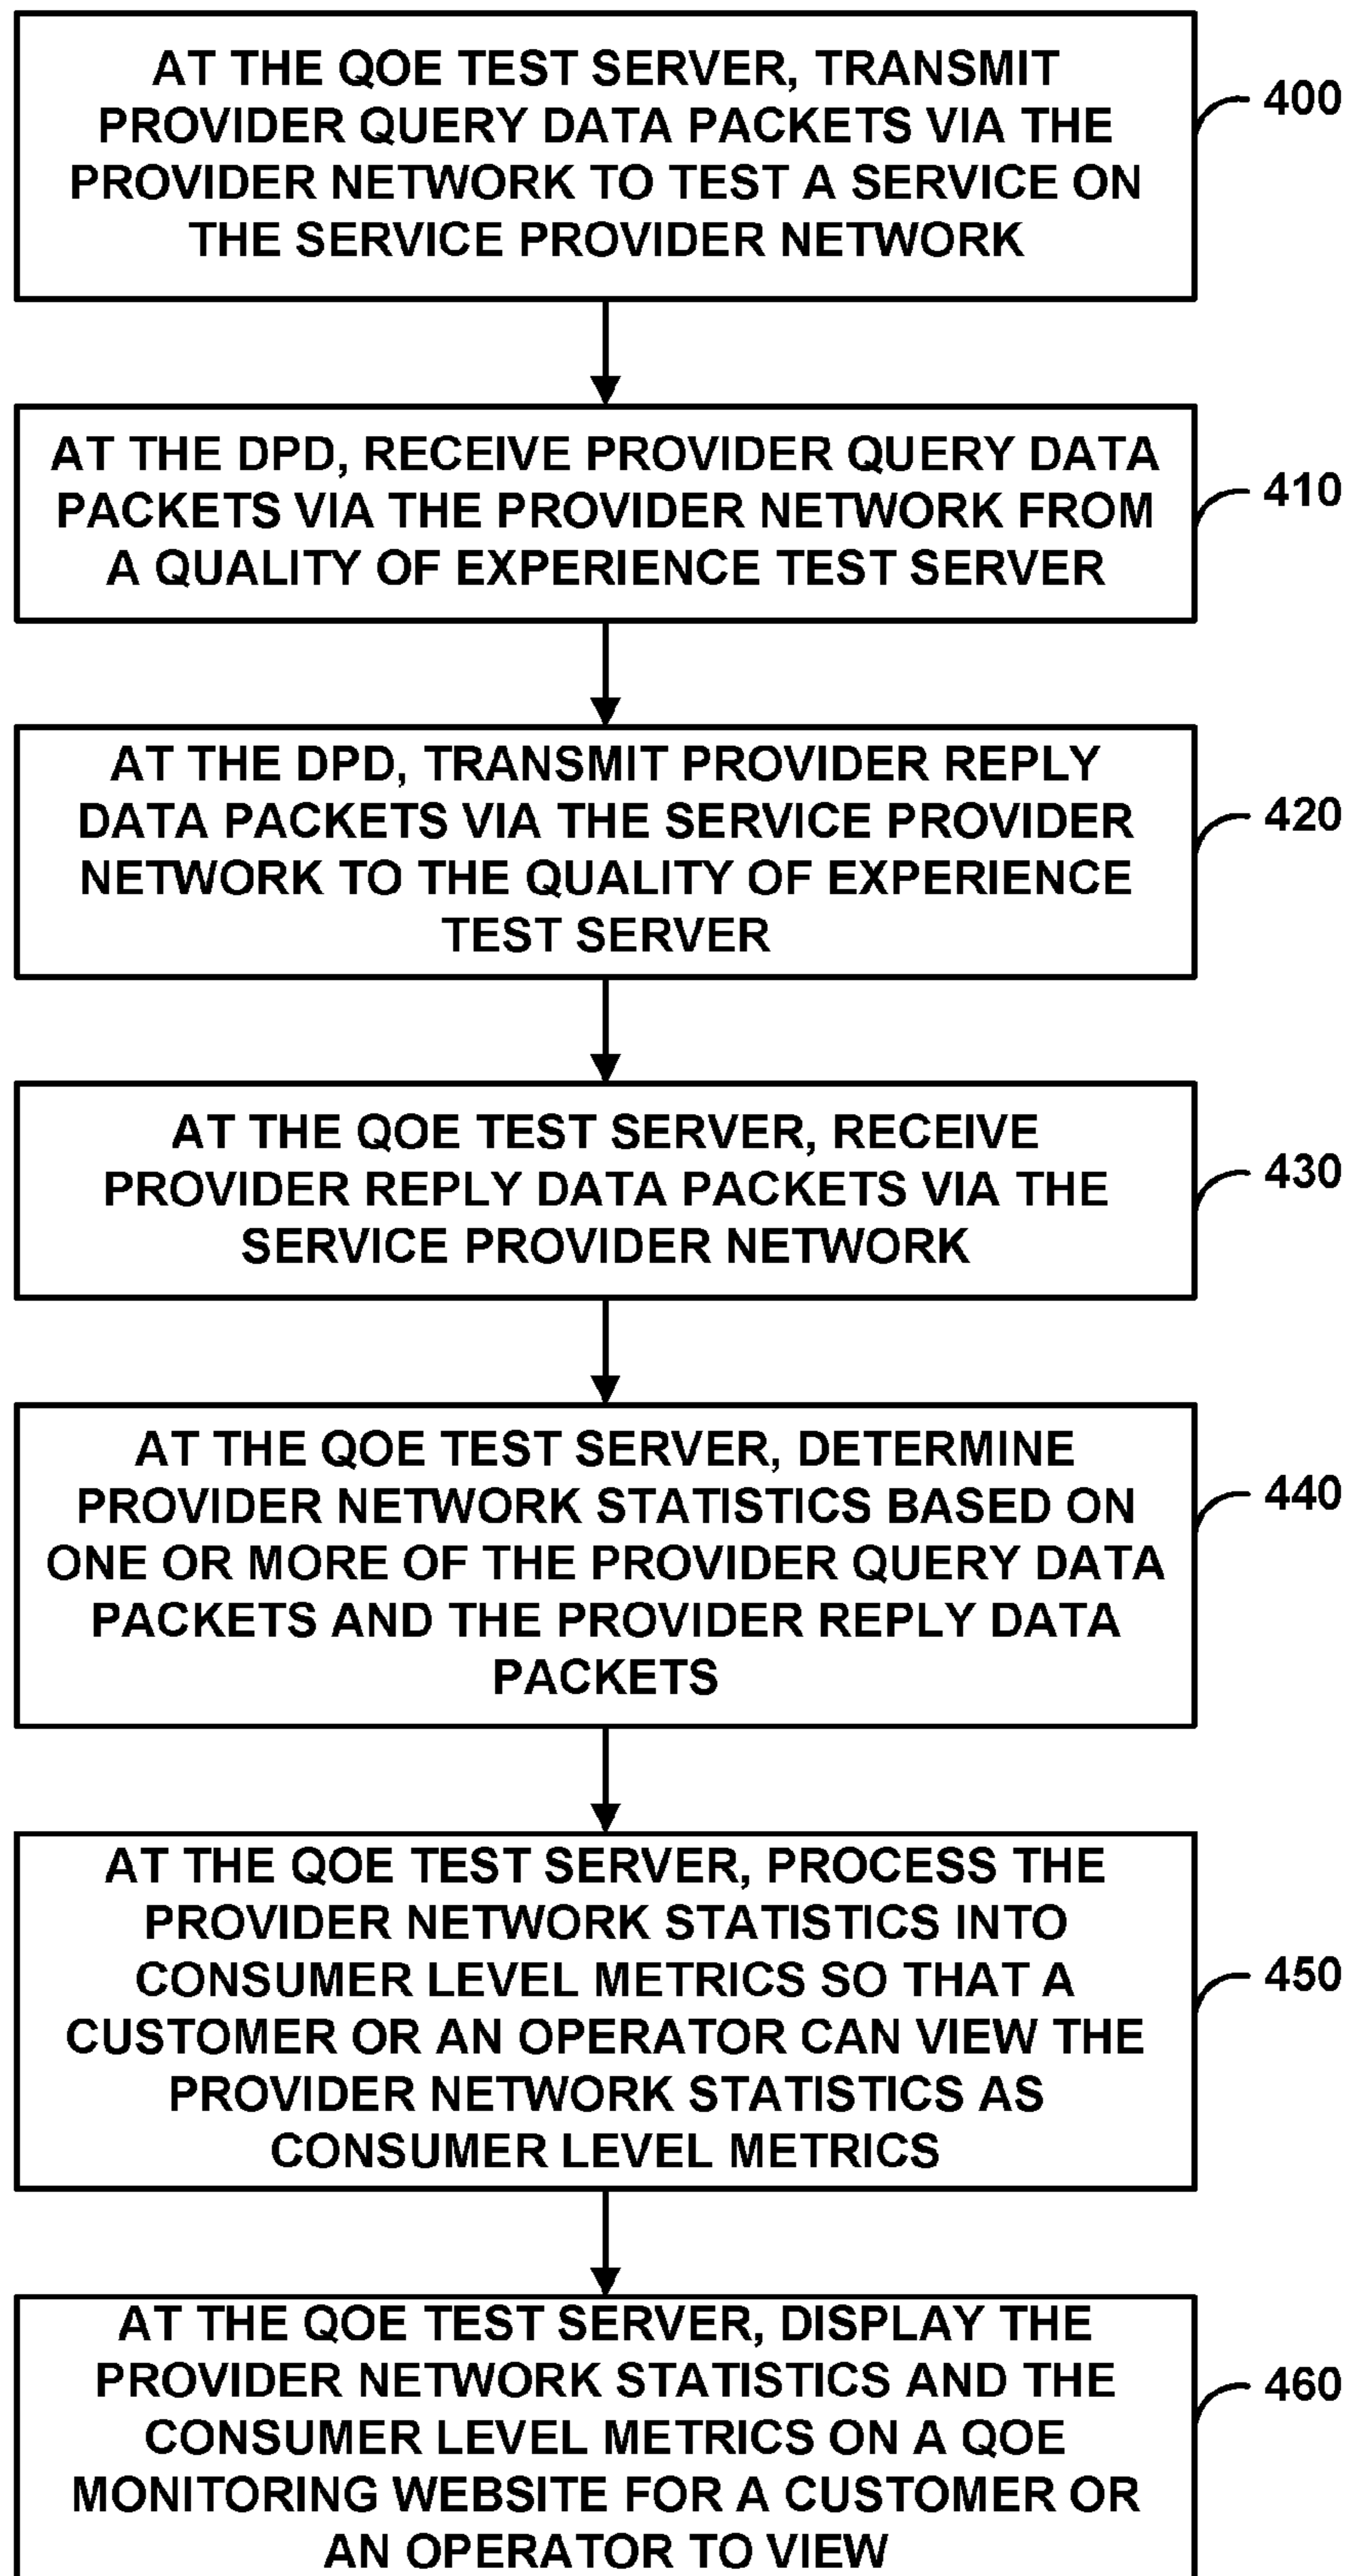 AT THE QOE TEST SERVER, TRANSMIT
PROVIDER QUERY DATA PACKETS VIA THE
PROVIDER NETWORK TO TEST A SERVICE ON
THE SERVICE PROVIDER NETWORK
400
AT THE DPD, RECEIVE PROVIDER QUERY DATA
PACKETS VIA THE PROVIDER NETWORK FROM
A QUALITY OF EXPERIENCE TEST SERVER
410
AT THE DPD, TRANSMIT PROVIDER REPLY
DATA PACKETS VIA THE SERVICE PROVIDER
NETWORK TO THE QUALITY OF EXPERIENCE
TEST SERVER
420
AT THE QOE TEST SERVER, RECEIVE
PROVIDER REPLY DATA PACKETS VIA THE
SERVICE PROVIDER NETWORK
430
AT THE QOE TEST SERVER, DETERMINE
PROVIDER NETWORK STATISTICS BASED ON
ONE OR MORE OF THE PROVIDER QUERY DATA
PACKETS AND THE PROVIDER REPLY DATA
PACKETS
440
AT THE QOE TEST SERVER, PROCESS THE
PROVIDER NETWORK STATISTICS INTO
CONSUMER LEVEL METRICS SO THAT A
CUSTOMER OR AN OPERATOR CAN VIEW THE
PROVIDER NETWORK STATISTICS AS
CONSUMER LEVEL METRICS
450
AT THE QOE TEST SERVER, DISPLAY THE
PROVIDER NETWORK STATISTICS AND THE
CONSUMER LEVEL METRICS ON A QOE
MONITORING WEBSITE FOR A CUSTOMER OR
AN OPERATOR TO VIEW
460